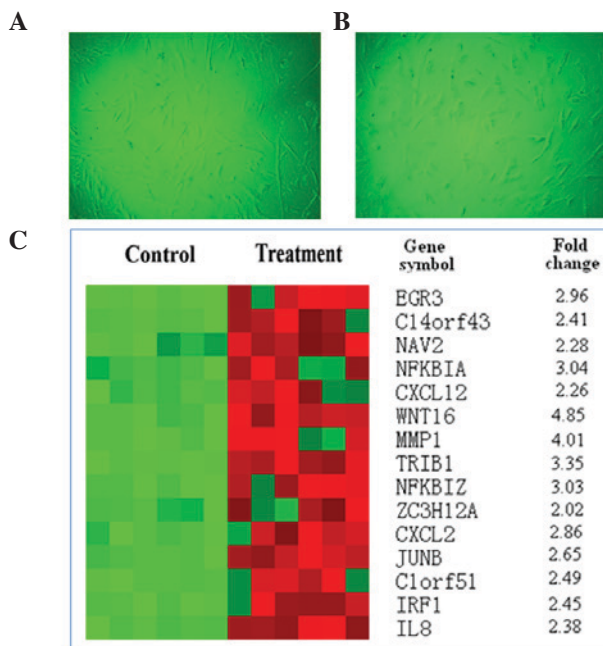 A
B
C
Control Treatment Gene symbol Fold change
EGR3 2.96
C14orf43 2.41
NAV2 2.28
NFKBIA 3.04
CXCL12 2.26
WNT16 4.85
MMP1 4.01
TRIB1 3.35
NFKBIZ 3.03
ZC3H12A 2.02
CXCL2 2.86
JUNB 2.65
C1orf51 2.49
IRF1 2.45
IL8 2.38